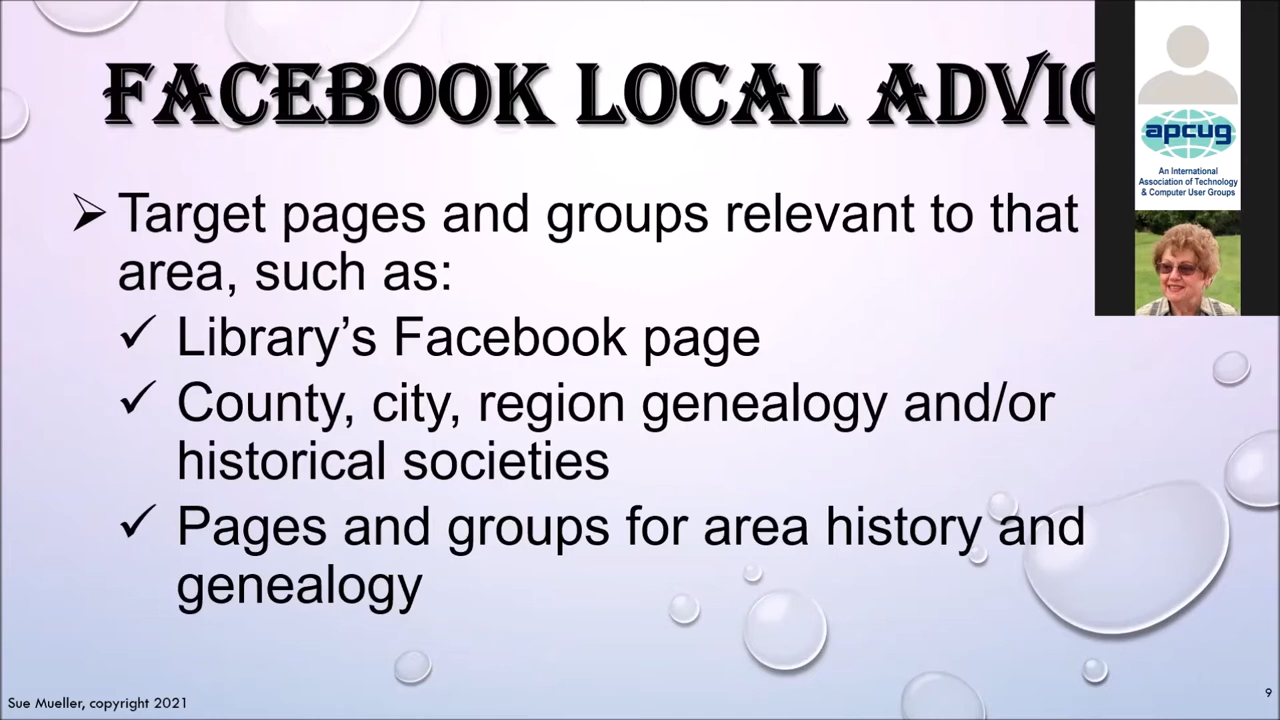 FACEBOOK LOCAL ADVIC
➢ Target pages and groups relevant to that
area, such as:
✓ Library’s Facebook page
✓ County, city, region genealogy and/or
historical societies
✓ Pages and groups for area history and
genealogy
apcug
An International
Association of Technology
& Computer User Groups
Sue Mueller, copyright 2021
9